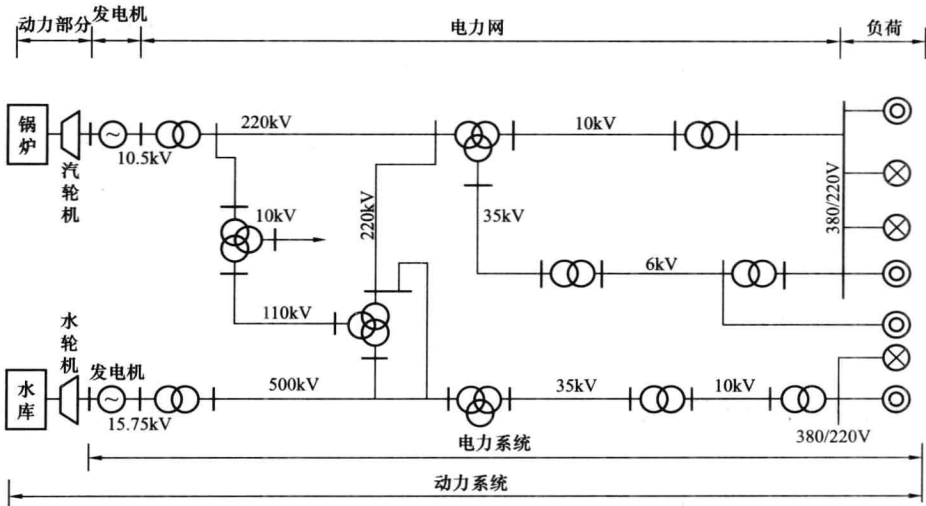 动力部分 发电机 电力网 负荷
锅炉
汽轮机
10.5kV
220kV
10kV
10kV
220kV
35kV
380/220V
6kV
110kV
水库
水轮机
发电机
15.75kV
500kV
35kV
10kV
380/220V
电力系统
动力系统